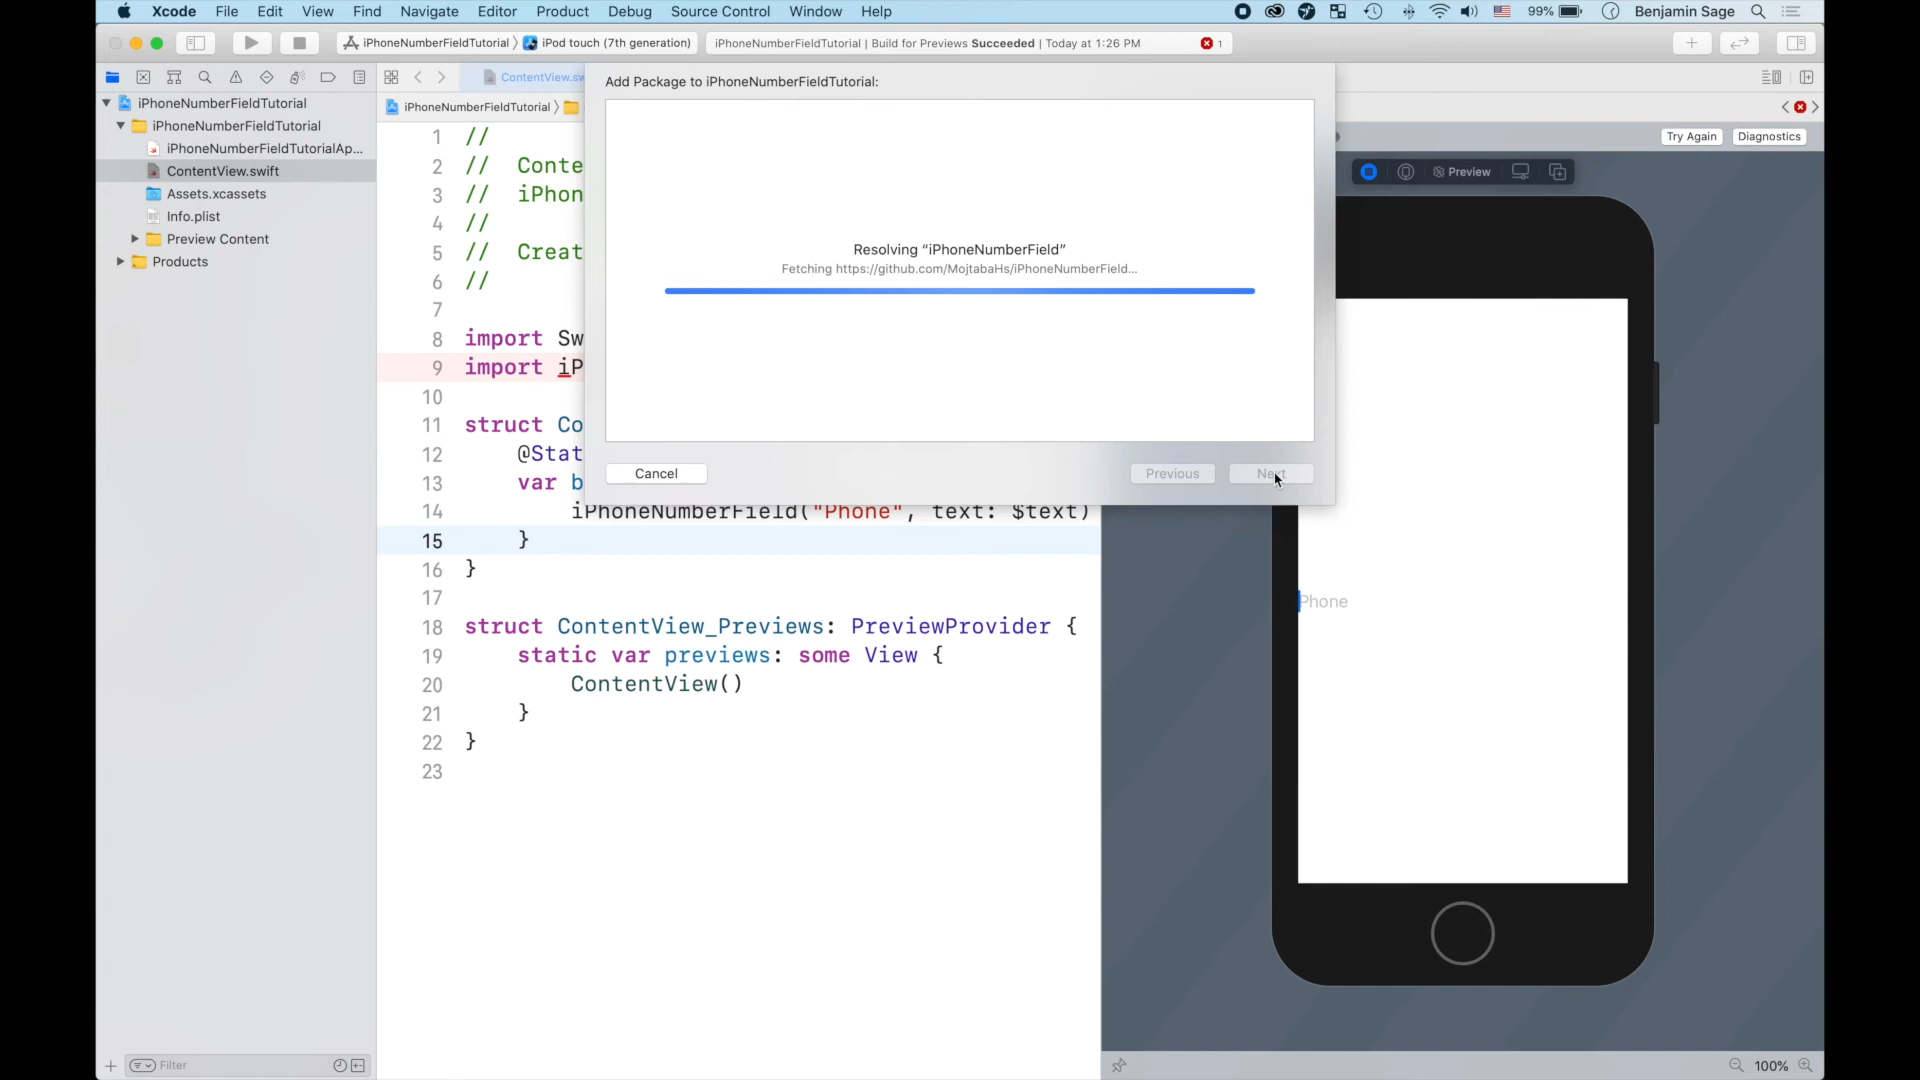 Xcode File Edit View Find Navigate Editor Product Debug Source Control Window Help 99% Benjamin Sage
iPhoneNumberFieldTutorial iPod touch (7th generation) iPhoneNumberFieldTutorial | Build for Previews Succeeded | Today at 1:26 PM 1
ContentView.sw
Add Package to iPhoneNumberFieldTutorial:
iPhoneNumberFieldTutorial
iPhoneNumberFieldTutorial
iPhoneNumberFieldTutorial
iPhoneNumberFieldTutorialAp...
ContentView.swift
Assets.xcassets
Info.plist
Preview Content
Products
Try Again Diagnostics
Preview
Resolving “iPhoneNumberField”
Fetching https://github.com/MojtabaHs/iPhoneNumberField...
Cancel Previous Next
1 //
2 // Conte
3 // iPhon
4 //
5 // Creat
6 //
7
8 import Sw
9 import iP
10
11 struct Co
12 @Stat
13 var b
14 iPhoneNumberField("Phone", text: $text)
15 }
16 }
17
18 struct ContentView_Previews: PreviewProvider {
19 static var previews: some View {
20 ContentView()
21 }
22 }
23
Phone
Filter
100%